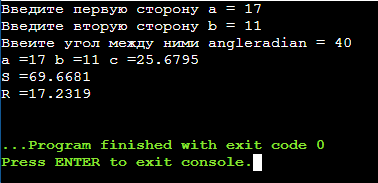 Введите первую сторону a = 17
Введите вторую сторону b = 11
Ввеите угол между ними angleradian = 40
a =17 b =11 c =25.6795
S =69.6681
R =17.2319
...Program finished with exit code 0
Press ENTER to exit console.